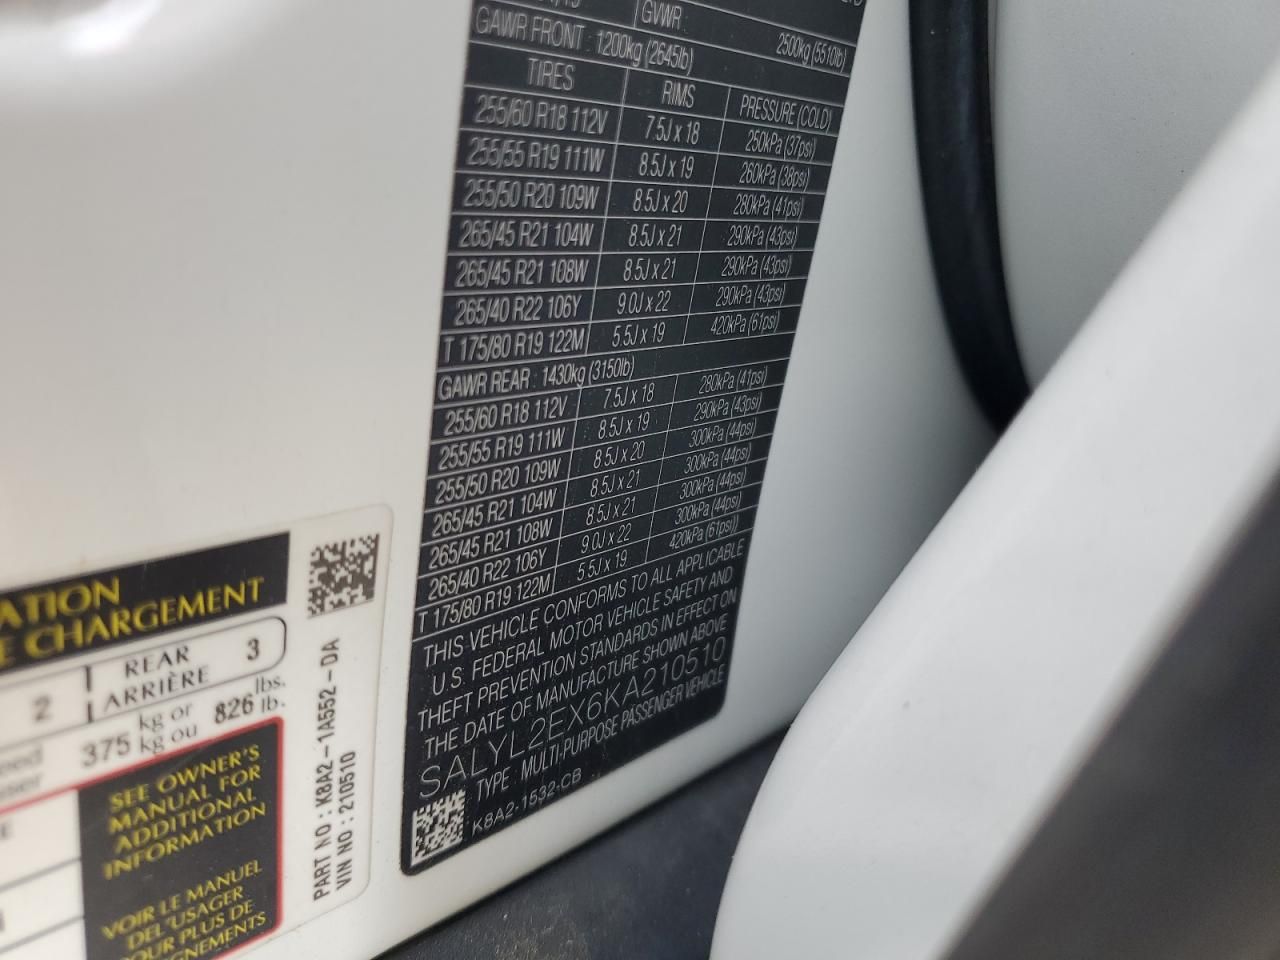 GVWR 2500kg (5510lb)
GAWR FRONT : 1200kg (2645lb)
TIRES RIMS PRESSURE (COLD)
255/60 R18 112V 7.5J x 18 250kPa (37psi)
255/55 R19 111W 8.5J x 19 260kPa (38psi)
255/50 R20 109W 8.5J x 20 280kPa (41psi)
265/45 R21 104W 8.5J x 21 290kPa (43psi)
265/45 R21 108W 8.5J x 21 290kPa (43psi)
265/40 R22 106Y 9.0J x 22 290kPa (43psi)
T 175/80 R19 122M 5.5J x 19 420kPa (61psi)
GAWR REAR : 1430kg (3150lb)
255/60 R18 112V 7.5J x 18 280kPa (41psi)
255/55 R19 111W 8.5J x 19 290kPa (43psi)
255/50 R20 109W 8.5J x 20 300kPa (44psi)
265/45 R21 104W 8.5J x 21 300kPa (44psi)
265/45 R21 108W 8.5J x 21 300kPa (44psi)
265/40 R22 106Y 9.0J x 22 300kPa (44psi)
T 175/80 R19 122M 5.5J x 19 420kPa (61psi)
THIS VEHICLE CONFORMS TO ALL APPLICABLE
U.S. FEDERAL MOTOR VEHICLE SAFETY AND
THEFT PREVENTION STANDARDS IN EFFECT ON
THE DATE OF MANUFACTURE SHOWN ABOVE
SALYL2EX6KA210510
TYPE : MULTI-PURPOSE PASSENGER VEHICLE
K8A2-1532-CB
ATION
E CHARGEMENT
2 REAR 3
ARRIÈRE
375 kg or 826 lbs.
kg ou lb.
SEE OWNER'S
MANUAL FOR
ADDITIONAL
INFORMATION
VOIR LE MANUEL
DEL'USAGER
POUR PLUS DE
GNEMENTS
PART NO : K8A2-1A552-DA
VIN NO : 210510